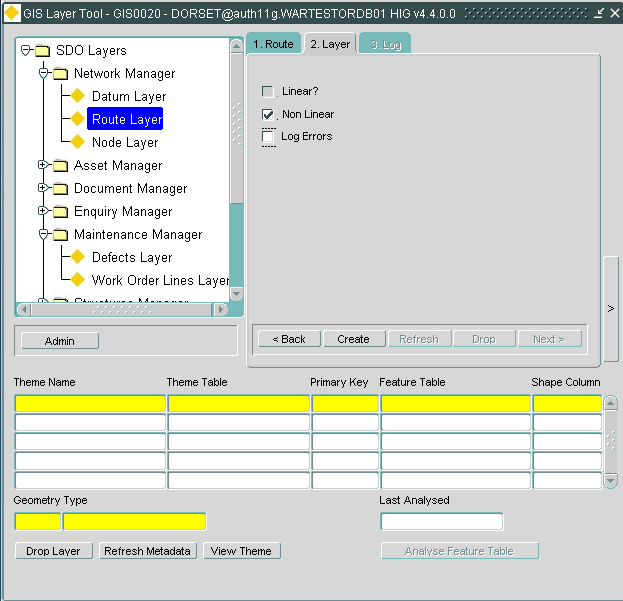 GIS Layer Tool - GIS0020 - DORSET@auth11g.WARTESTORDB01 HIG v4.4.0.0
SDO Layers
Network Manager
Datum Layer
Route Layer
Node Layer
Asset Manager
Document Manager
Enquiry Manager
Maintenance Manager
Defects Layer
Work Order Lines Layer
Structures Manager
Admin
1. Route 2. Layer 3. Log
Linear?
Non Linear
Log Errors
< Back Create Refresh Drop Next >
>
Theme Name Theme Table Primary Key Feature Table Shape Column
Geometry Type Last Analysed
Drop Layer Refresh Metadata View Theme Analyse Feature Table